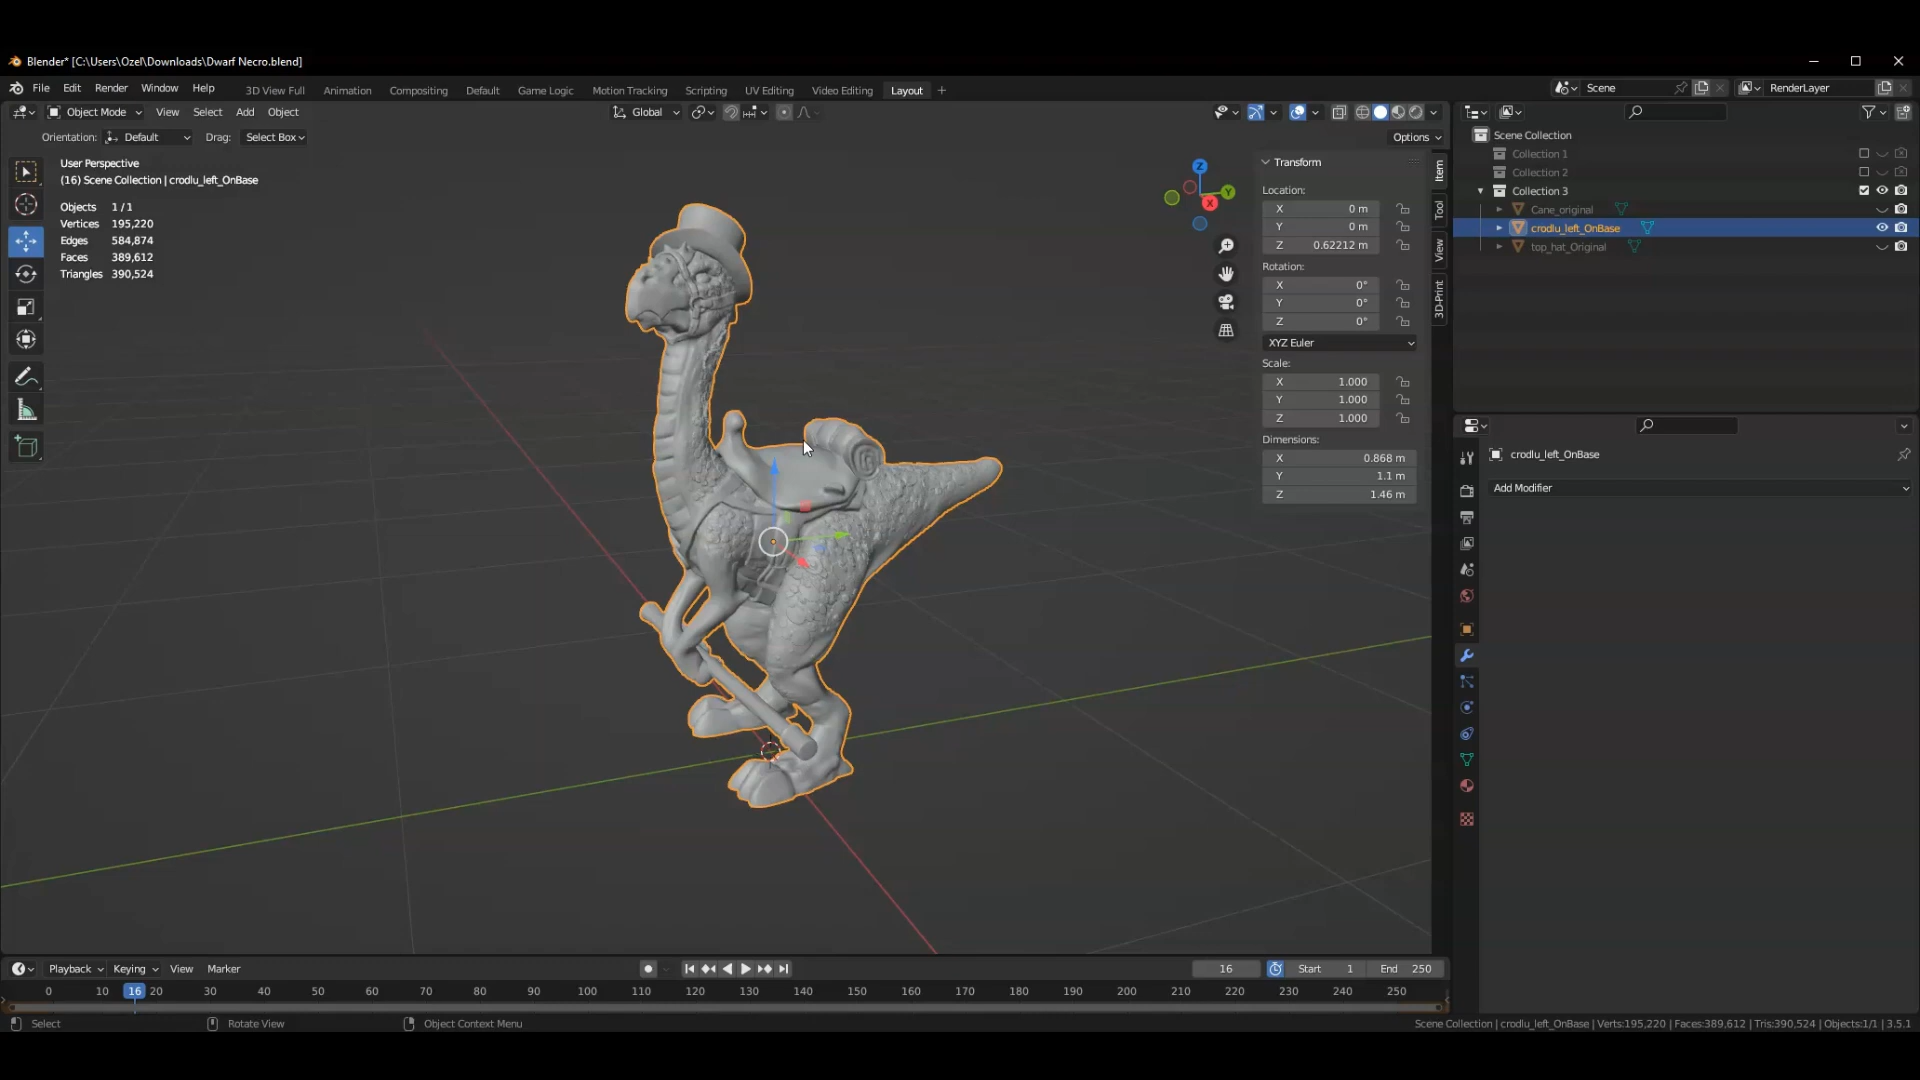 Blender* [C:\Users\Ozel\Downloads\Dwarf Necro.blend]
File Edit Render Window Help 3D View Full Animation Compositing Default Game Logic Motion Tracking Scripting UV Editing Video Editing Layout + Scene RenderLayer
Object Mode View Select Add Object Global
Orientation: Default Drag: Select Box Options
User Perspective
(16) Scene Collection | crodlu_left_OnBase
Objects 1 / 1
Vertices 195,220
Edges 584,874
Faces 389,612
Triangles 390,524
Z
Y
X
Transform
Location:
X 0 m
Y 0 m
Z 0.62212 m
Rotation:
X 0°
Y 0°
Z 0°
XYZ Euler
Scale:
X 1.000
Y 1.000
Z 1.000
Dimensions:
X 0.868 m
Y 1.1 m
Z 1.46 m
Item
Tool
View
3D-Print
Scene Collection
Collection 1
Collection 2
Collection 3
Cane_original
crodlu_left_OnBase
top_hat_Original
crodlu_left_OnBase
Add Modifier
Playback Keying View Marker 16 Start 1 End 250
0 10 16 20 30 40 50 60 70 80 90 100 110 120 130 140 150 160 170 180 190 200 210 220 230 240 250
Select Rotate View Object Context Menu Scene Collection | crodlu_left_OnBase | Verts:195,220 | Faces:389,612 | Tris:390,524 | Objects:1/1 | 3.5.1